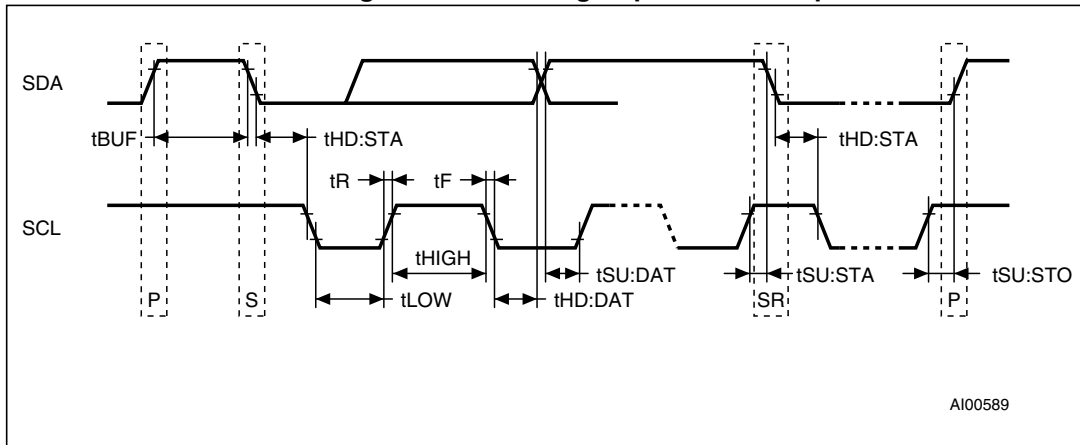 SDA
tBUF
tHD:STA
tHD:STA
tR
tF
SCL
tHIGH
tSU:DAT
tSU:STA
tSU:STO
tLOW
tHD:DAT
P
S
SR
P
AI00589